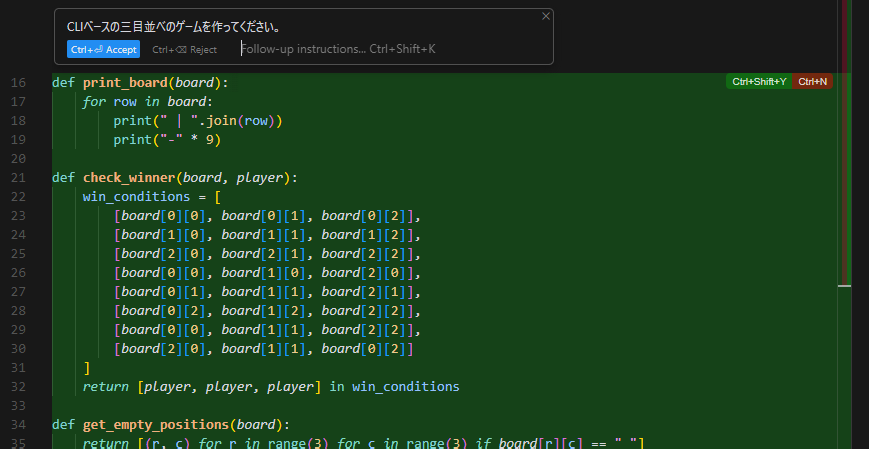 CLIベースの三目並べのゲームを作ってください。
Ctrl+⏎ Accept Ctrl+⌫ Reject Follow-up instructions... Ctrl+Shift+K
16 def print_board(board): Ctrl+Shift+Y Ctrl+N
17 for row in board:
18 print(" | ".join(row))
19 print("-" * 9)
20
21 def check_winner(board, player):
22 win_conditions = [
23 [board[0][0], board[0][1], board[0][2]],
24 [board[1][0], board[1][1], board[1][2]],
25 [board[2][0], board[2][1], board[2][2]],
26 [board[0][0], board[1][0], board[2][0]],
27 [board[0][1], board[1][1], board[2][1]],
28 [board[0][2], board[1][2], board[2][2]],
29 [board[0][0], board[1][1], board[2][2]],
30 [board[2][0], board[1][1], board[0][2]]
31 ]
32 return [player, player, player] in win_conditions
33
34 def get_empty_positions(board):
35 return [(r, c) for r in range(3) for c in range(3) if board[r][c] == " "]